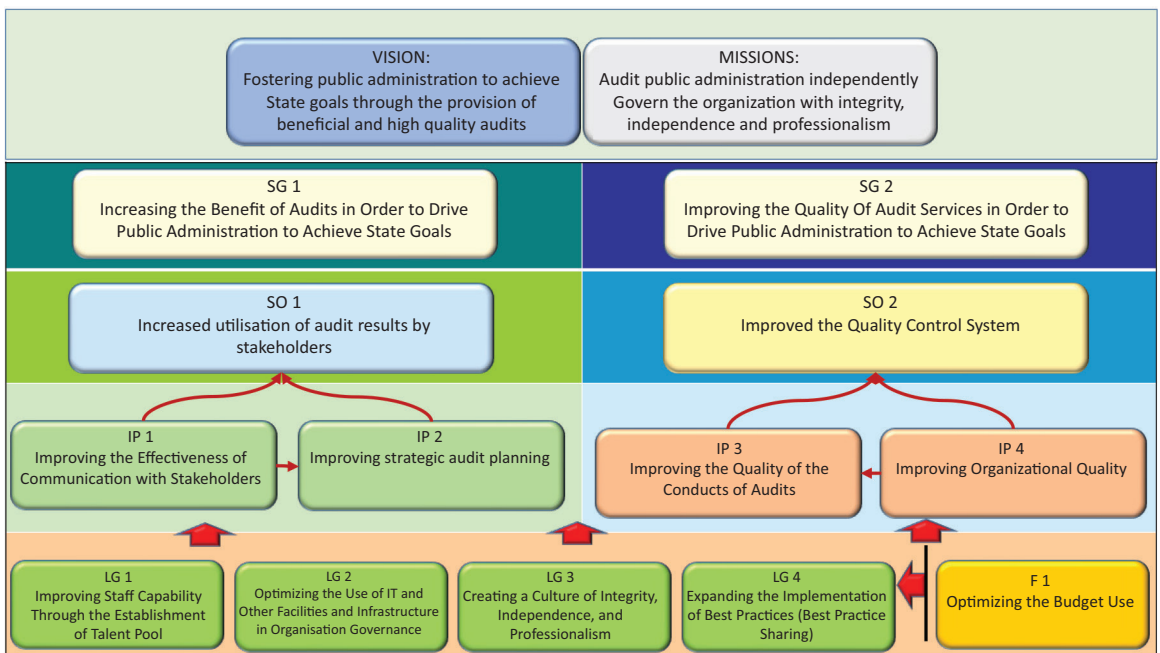 VISION:
Fostering public administration to achieve
State goals through the provision of
beneficial and high quality audits
MISSIONS:
Audit public administration independently
Govern the organization with integrity,
independence and professionalism
SG 1
Increasing the Benefit of Audits in Order to Drive
Public Administration to Achieve State Goals
SG 2
Improving the Quality Of Audit Services in Order to
Drive Public Administration to Achieve State Goals
SO 1
Increased utilisation of audit results by
stakeholders
SO 2
Improved the Quality Control System
IP 1
Improving the Effectiveness of
Communication with Stakeholders
IP 2
Improving strategic audit planning
IP 3
Improving the Quality of the
Conducts of Audits
IP 4
Improving Organizational Quality
LG 1
Improving Staff Capability
Through the Establishment
of Talent Pool
LG 2
Optimizing the Use of IT and
Other Facilities and Infrastructure
in Organisation Governance
LG 3
Creating a Culture of Integrity,
Independence, and
Professionalism
LG 4
Expanding the Implementation
of Best Practices (Best Practice
Sharing)
F 1
Optimizing the Budget Use